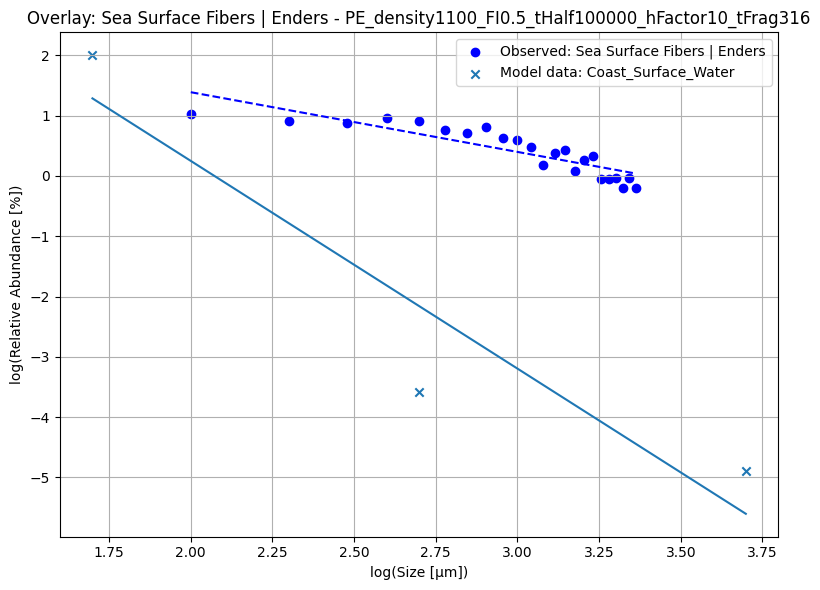 Overlay: Sea Surface Fibers | Enders - PE_density1100_FI0.5_tHalf100000_hFactor10_tFrag316
Observed: Sea Surface Fibers | Enders
Model data: Coast_Surface_Water
log(Relative Abundance [%])
2
1
0
−1
−2
−3
−4
−5
1.75 2.00 2.25 2.50 2.75 3.00 3.25 3.50 3.75
log(Size [μm])